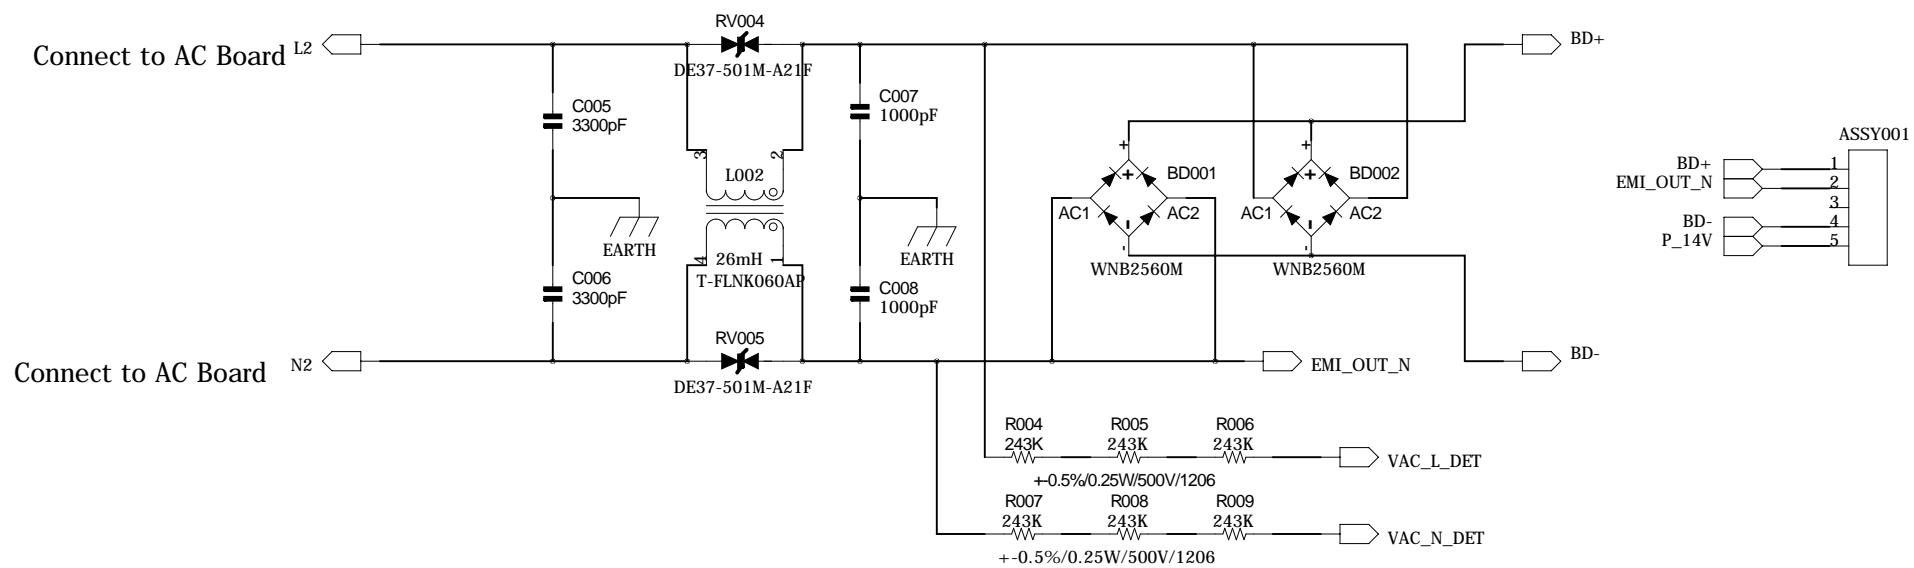 Connect to AC Board L2
RV004
DE37-501M-A21F
BD+
C005
3300pF
C007
1000pF
3
2
L002
EARTH
26mH
4
1
T-FLNK060AP
EARTH
C006
3300pF
C008
1000pF
+
+
BD001
AC1
AC2
-
-
WNB2560M
+
+
BD002
AC1
AC2
-
-
WNB2560M
ASSY001
BD+
EMI_OUT_N
BD-
P_14V
1
2
3
4
5
Connect to AC Board N2
RV005
DE37-501M-A21F
EMI_OUT_N
BD-
R004
243K
R005
243K
R006
243K
VAC_L_DET
+-0.5%/0.25W/500V/1206
R007
243K
R008
243K
R009
243K
VAC_N_DET
+-0.5%/0.25W/500V/1206